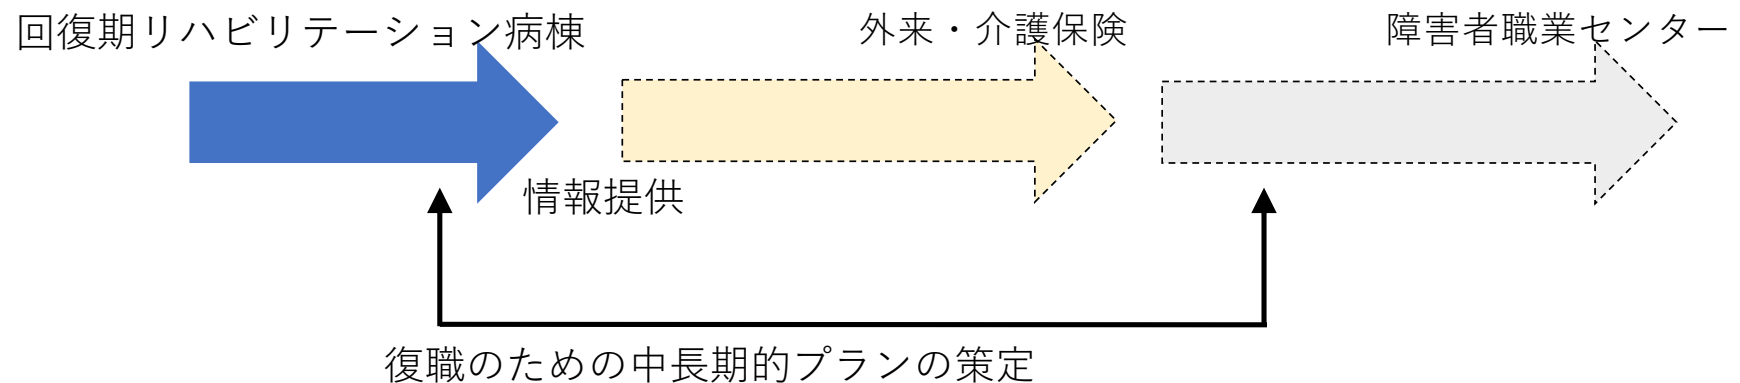 回復期リハビリテーション病棟
外来・介護保険
障害者職業センター
情報提供
復職のための中長期的プランの策定